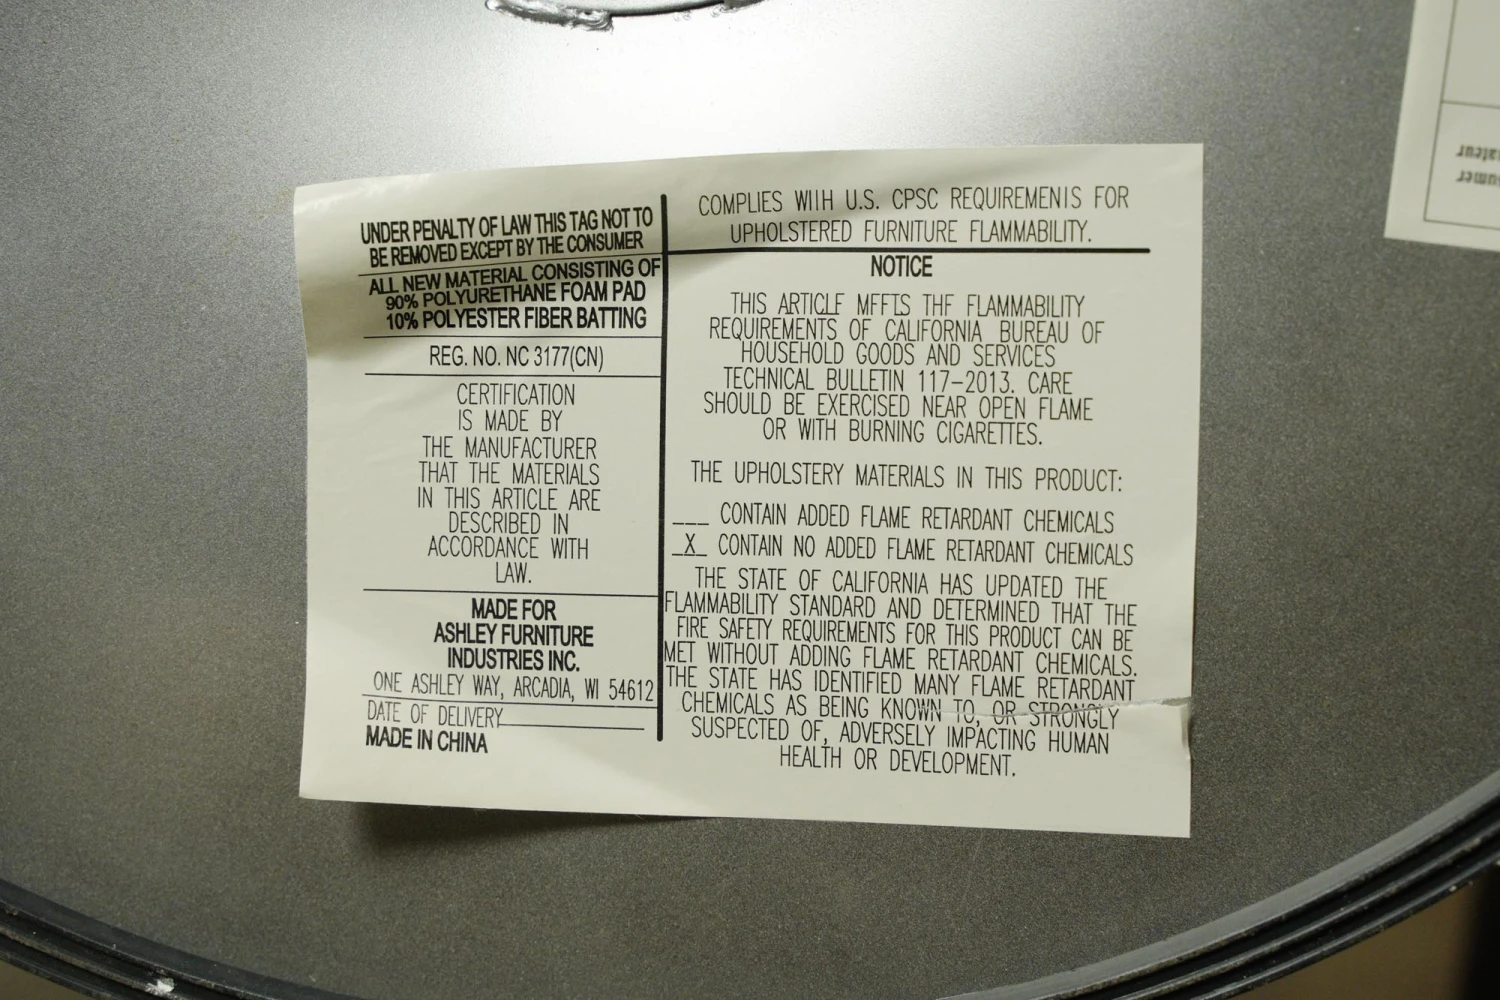 UNDER PENALTY OF LAW THIS TAG NOT TO
BE REMOVED EXCEPT BY THE CONSUMER
ALL NEW MATERIAL CONSISTING OF
90% POLYURETHANE FOAM PAD
10% POLYESTER FIBER BATTING
REG. NO. NC 3177(CN)
CERTIFICATION
IS MADE BY
THE MANUFACTURER
THAT THE MATERIALS
IN THIS ARTICLE ARE
DESCRIBED IN
ACCORDANCE WITH
LAW.
MADE FOR
ASHLEY FURNITURE
INDUSTRIES INC.
ONE ASHLEY WAY, ARCADIA, WI 54612
DATE OF DELIVERY
MADE IN CHINA
COMPLIES WITH U.S. CPSC REQUIREMENTS FOR
UPHOLSTERED FURNITURE FLAMMABILITY.
NOTICE
THIS ARTICLE MEETS THE FLAMMABILITY
REQUIREMENTS OF CALIFORNIA BUREAU OF
HOUSEHOLD GOODS AND SERVICES
TECHNICAL BULLETIN 117-2013. CARE
SHOULD BE EXERCISED NEAR OPEN FLAME
OR WITH BURNING CIGARETTES.
THE UPHOLSTERY MATERIALS IN THIS PRODUCT:
___ CONTAIN ADDED FLAME RETARDANT CHEMICALS
_X_ CONTAIN NO ADDED FLAME RETARDANT CHEMICALS
THE STATE OF CALIFORNIA HAS UPDATED THE
FLAMMABILITY STANDARD AND DETERMINED THAT THE
FIRE SAFETY REQUIREMENTS FOR THIS PRODUCT CAN BE
MET WITHOUT ADDING FLAME RETARDANT CHEMICALS.
THE STATE HAS IDENTIFIED MANY FLAME RETARDANT
CHEMICALS AS BEING KNOWN TO, OR STRONGLY
SUSPECTED OF, ADVERSELY IMPACTING HUMAN
HEALTH OR DEVELOPMENT.